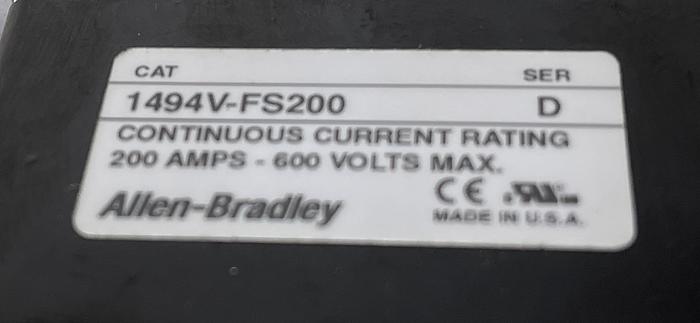 CAT SER
1494V-FS200 D
CONTINUOUS CURRENT RATING
200 AMPS - 600 VOLTS MAX.
Allen-Bradley CE
MADE IN U.S.A.